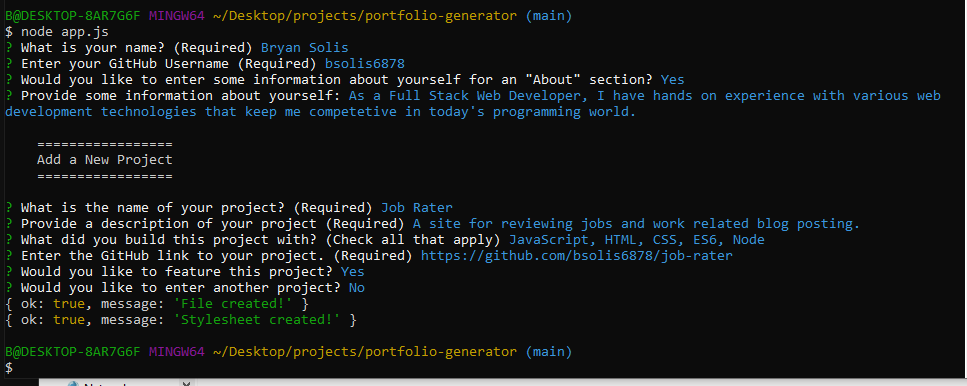 B@DESKTOP-8AR7G6F MINGW64 ~/Desktop/projects/portfolio-generator (main)
$ node app.js
? What is your name? (Required) Bryan Solis
? Enter your GitHub Username (Required) bsolis6878
? Would you like to enter some information about yourself for an "About" section? Yes
? Provide some information about yourself: As a Full Stack Web Developer, I have hands on experience with various web
development technologies that keep me competetive in today's programming world.
=================
Add a New Project
=================
? What is the name of your project? (Required) Job Rater
? Provide a description of your project (Required) A site for reviewing jobs and work related blog posting.
? What did you build this project with? (Check all that apply) JavaScript, HTML, CSS, ES6, Node
? Enter the GitHub link to your project. (Required) https://github.com/bsolis6878/job-rater
? Would you like to feature this project? Yes
? Would you like to enter another project? No
{ ok: true, message: 'File created!' }
{ ok: true, message: 'Stylesheet created!' }
B@DESKTOP-8AR7G6F MINGW64 ~/Desktop/projects/portfolio-generator (main)
$